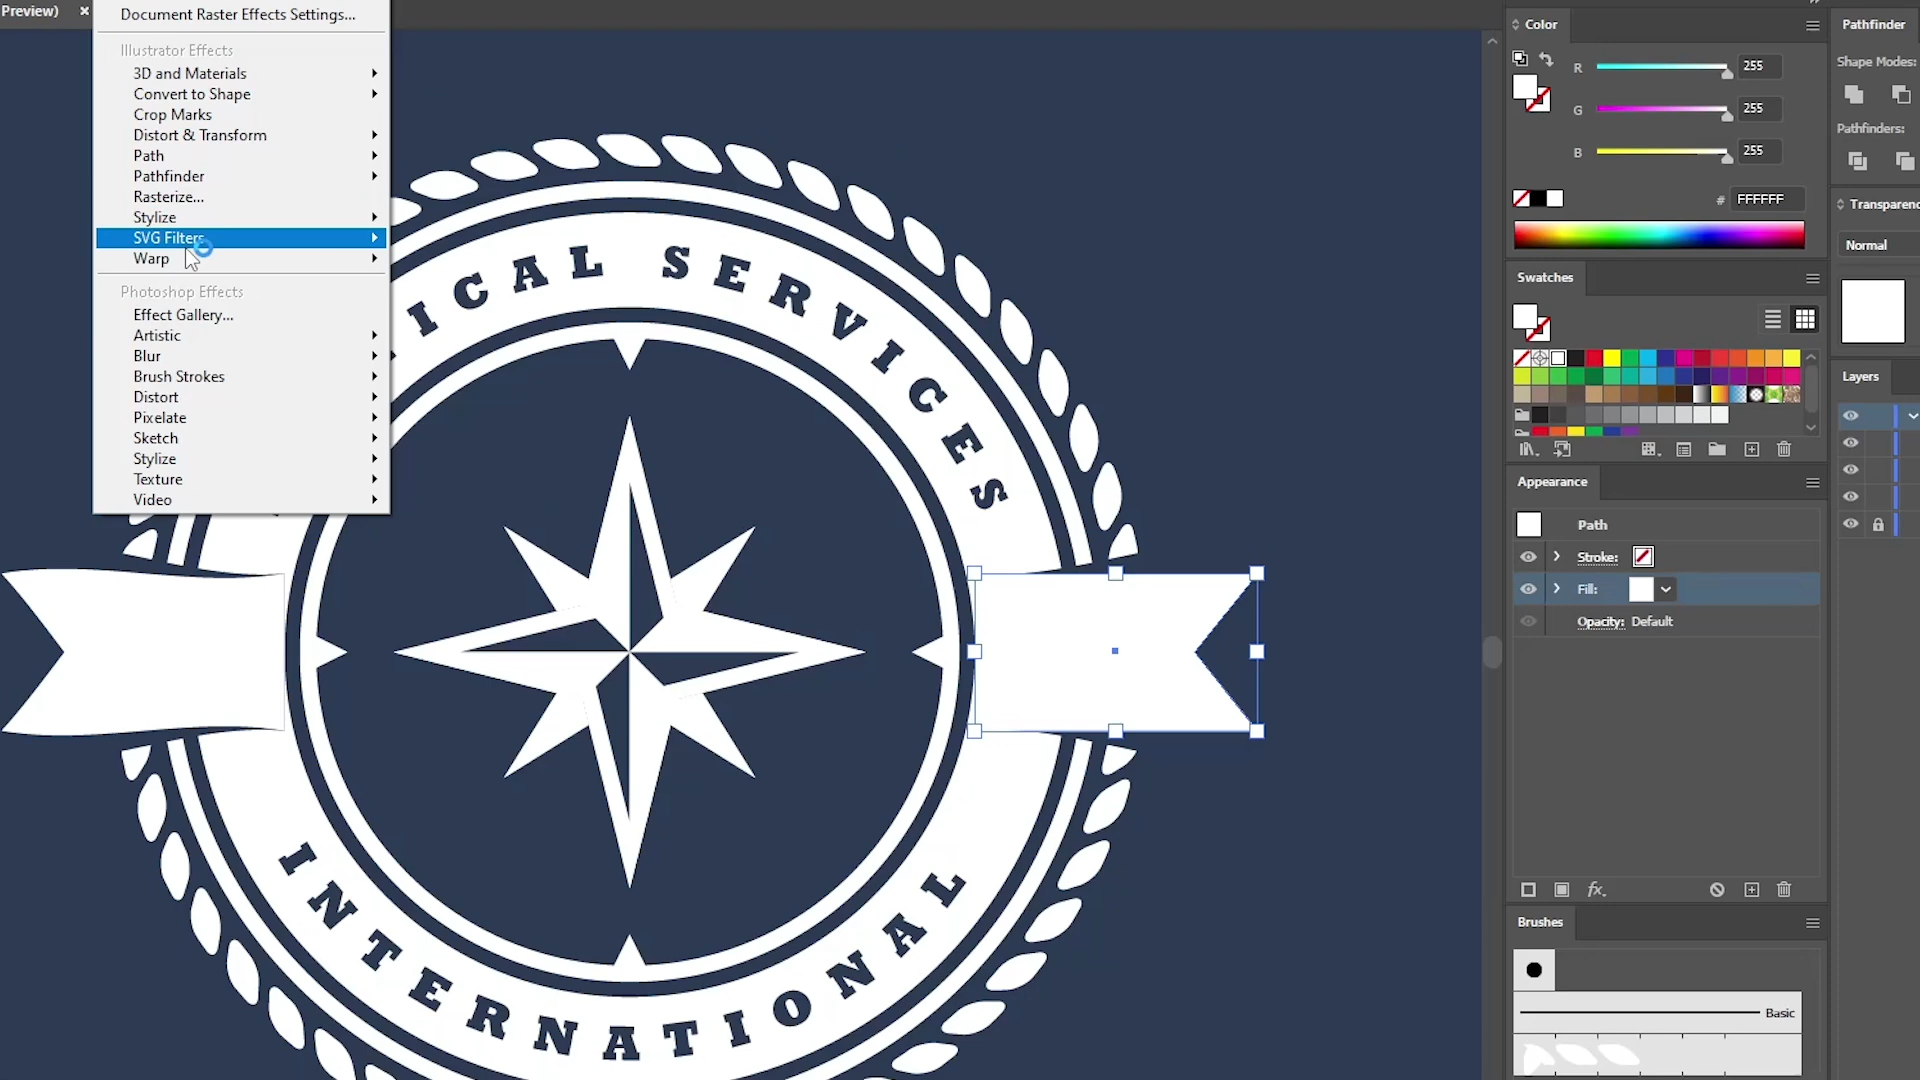 Preview)
×
Document Raster Effects Settings...
Illustrator Effects
3D and Materials
Convert to Shape
Crop Marks
Distort & Transform
Path
Pathfinder
Rasterize...
Stylize
SVG Filters
Warp
Photoshop Effects
Effect Gallery...
Artistic
Blur
Brush Strokes
Distort
Pixelate
Sketch
Stylize
Texture
Video
ICAL SERVICES
INTERNATIONAL
Color
R 255
G 255
B 255
# FFFFFF
Swatches
Appearance
Path
Stroke:
Fill:
Opacity: Default
fx.
Brushes
Basic
Pathfinder
Shape Modes:
Pathfinders:
Transparenc
Normal
Layers